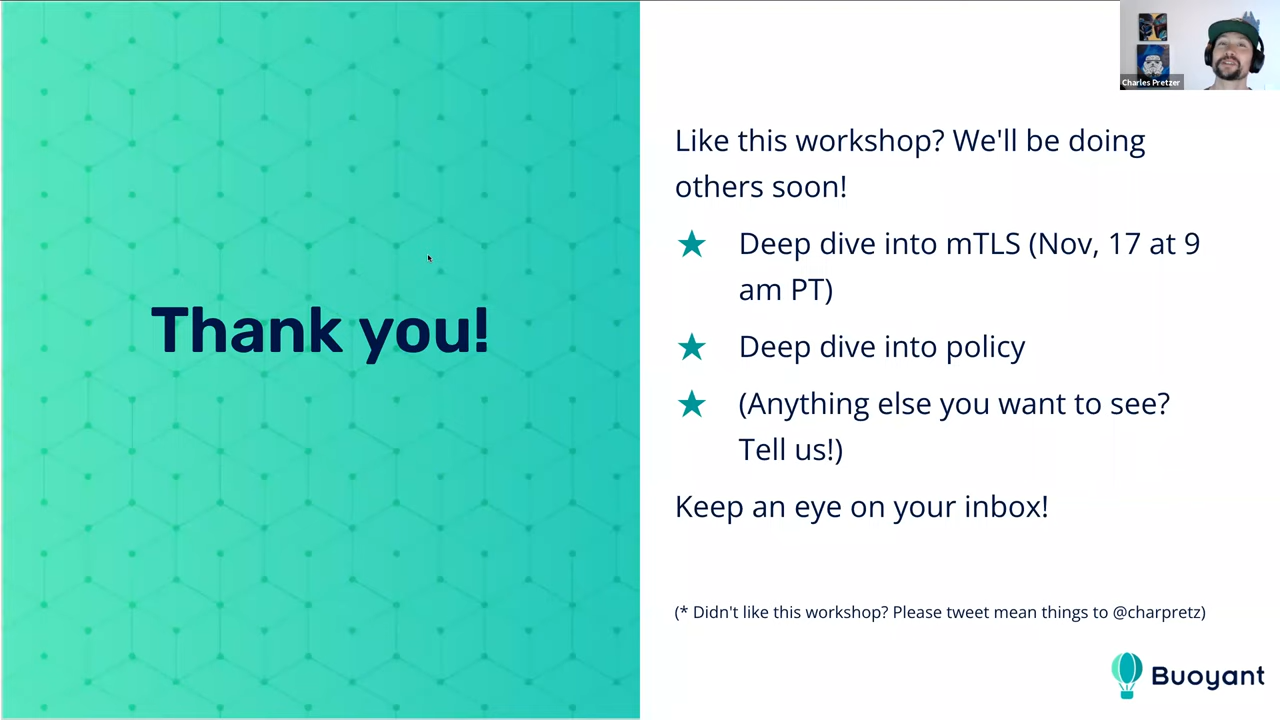 Charles Pretzer
Thank you!
Like this workshop? We'll be doing
others soon!
★ Deep dive into mTLS (Nov, 17 at 9
am PT)
★ Deep dive into policy
★ (Anything else you want to see?
Tell us!)
Keep an eye on your inbox!
(* Didn't like this workshop? Please tweet mean things to @charpretz)
Buoyant